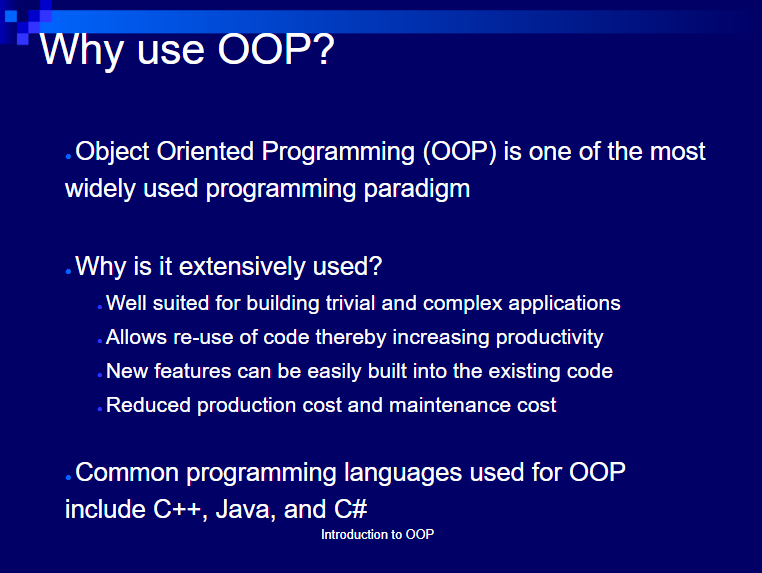 Why use OOP?
Object Oriented Programming (OOP) is one of the most
widely used programming paradigm
Why is it extensively used?
Well suited for building trivial and complex applications
Allows re-use of code thereby increasing productivity
New features can be easily built into the existing code
Reduced production cost and maintenance cost
Common programming languages used for OOP
include C++, Java, and C#
Introduction to OOP